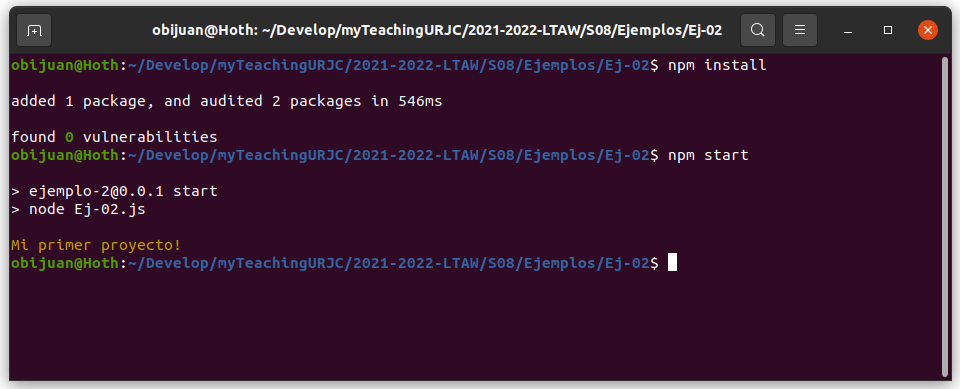 obijuan@Hoth: ~/Develop/myTeachingURJC/2021-2022-LTAW/S08/Ejemplos/Ej-02
obijuan@Hoth:~/Develop/myTeachingURJC/2021-2022-LTAW/S08/Ejemplos/Ej-02$ npm install
added 1 package, and audited 2 packages in 546ms
found 0 vulnerabilities
obijuan@Hoth:~/Develop/myTeachingURJC/2021-2022-LTAW/S08/Ejemplos/Ej-02$ npm start
> ejemplo-2@0.0.1 start
> node Ej-02.js
Mi primer proyecto!
obijuan@Hoth:~/Develop/myTeachingURJC/2021-2022-LTAW/S08/Ejemplos/Ej-02$